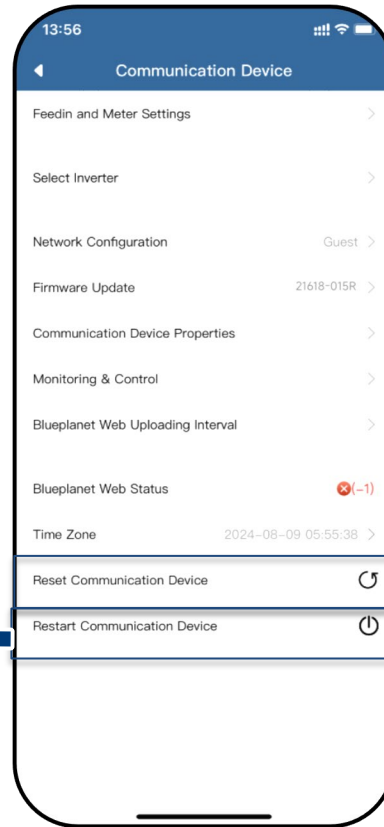 13:56
Communication Device
Feedin and Meter Settings
Select Inverter
Network Configuration Guest
Firmware Update 21618-015R
Communication Device Properties
Monitoring & Control
Blueplanet Web Uploading Interval
Blueplanet Web Status (-1)
Time Zone 2024-08-09 05:55:38
Reset Communication Device
Restart Communication Device